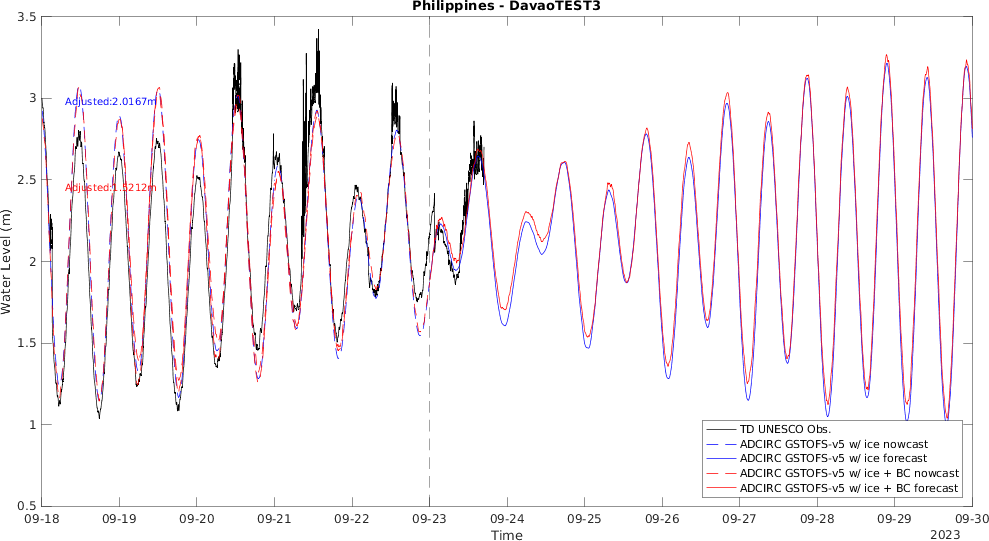 Philippines - DavaoTEST3
3.5
3
2.5
2
1.5
1
0.5
Water Level (m)
Adjusted:2.0167m
Adjusted:1.5212m
TD UNESCO Obs.
ADCIRC GSTOFS-v5 w/ ice nowcast
ADCIRC GSTOFS-v5 w/ ice forecast
ADCIRC GSTOFS-v5 w/ ice + BC nowcast
ADCIRC GSTOFS-v5 w/ ice + BC forecast
09-18 09-19 09-20 09-21 09-22 09-23 09-24 09-25 09-26 09-27 09-28 09-29 09-30
Time
2023